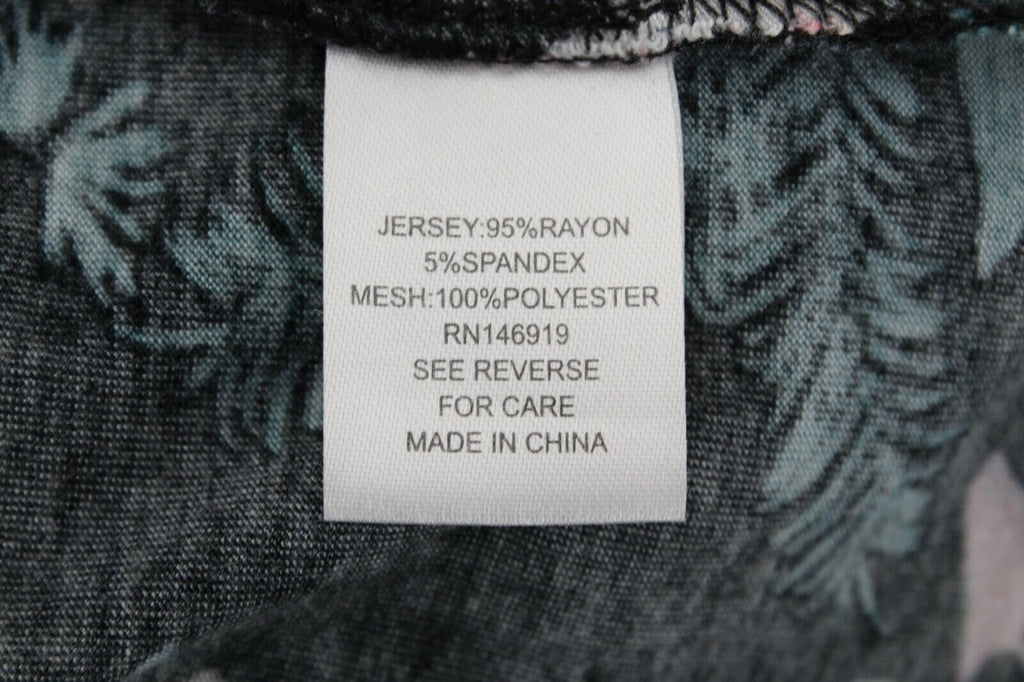 JERSEY:95%RAYON
5%SPANDEX
MESH:100%POLYESTER
RN146919
SEE REVERSE
FOR CARE
MADE IN CHINA